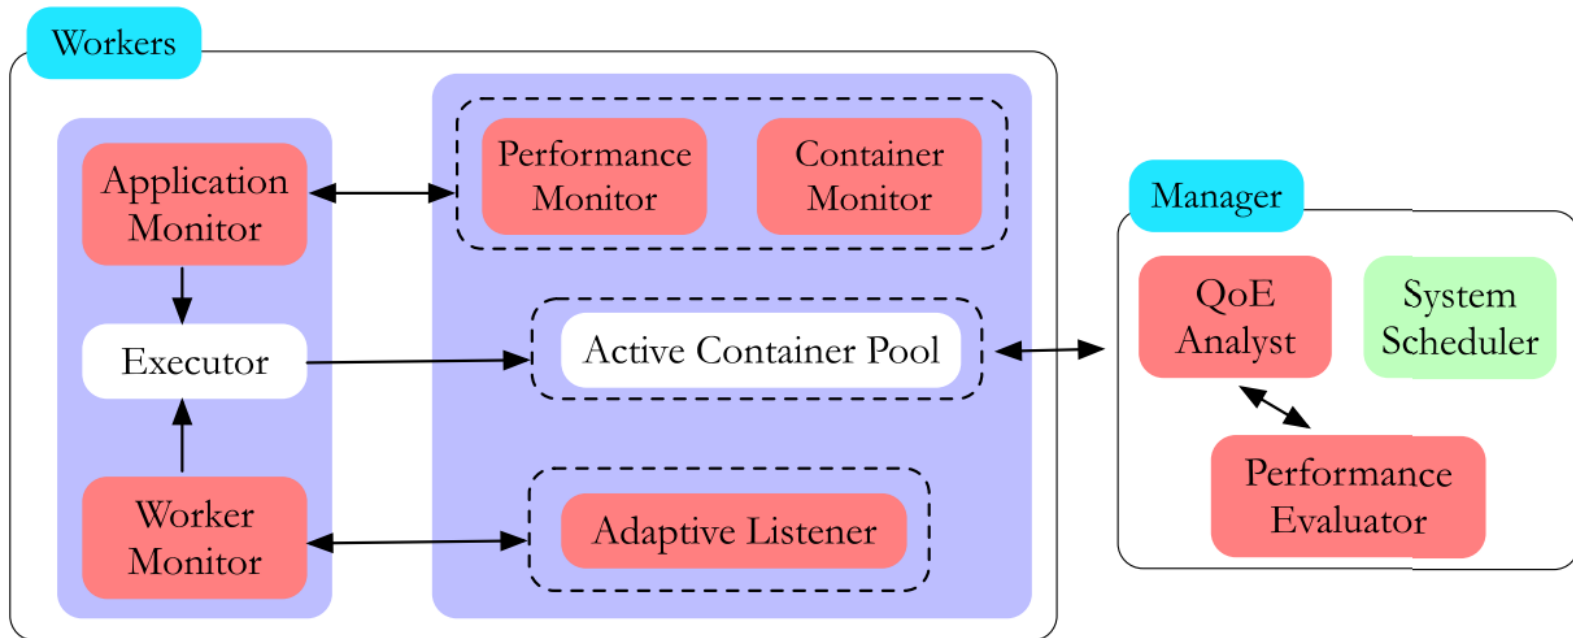 Workers
Application
Monitor
Executor
Worker
Monitor
Performance
Monitor
Container
Monitor
Active Container Pool
Adaptive Listener
Manager
QoE
Analyst
System
Scheduler
Performance
Evaluator